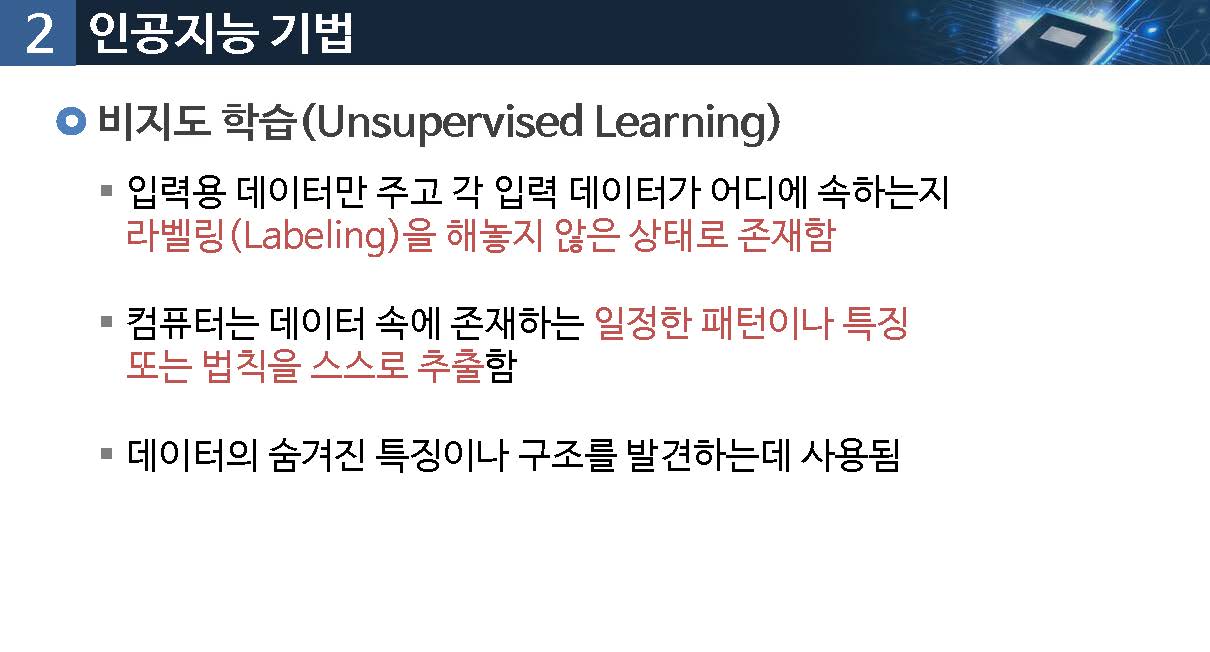 2 인공지능 기법
비지도 학습(Unsupervised Learning)
입력용 데이터만 주고 각 입력 데이터가 어디에 속하는지
라벨링(Labeling)을 해놓지 않은 상태로 존재함
컴퓨터는 데이터 속에 존재하는 일정한 패턴이나 특징
또는 법칙을 스스로 추출함
데이터의 숨겨진 특징이나 구조를 발견하는데 사용됨